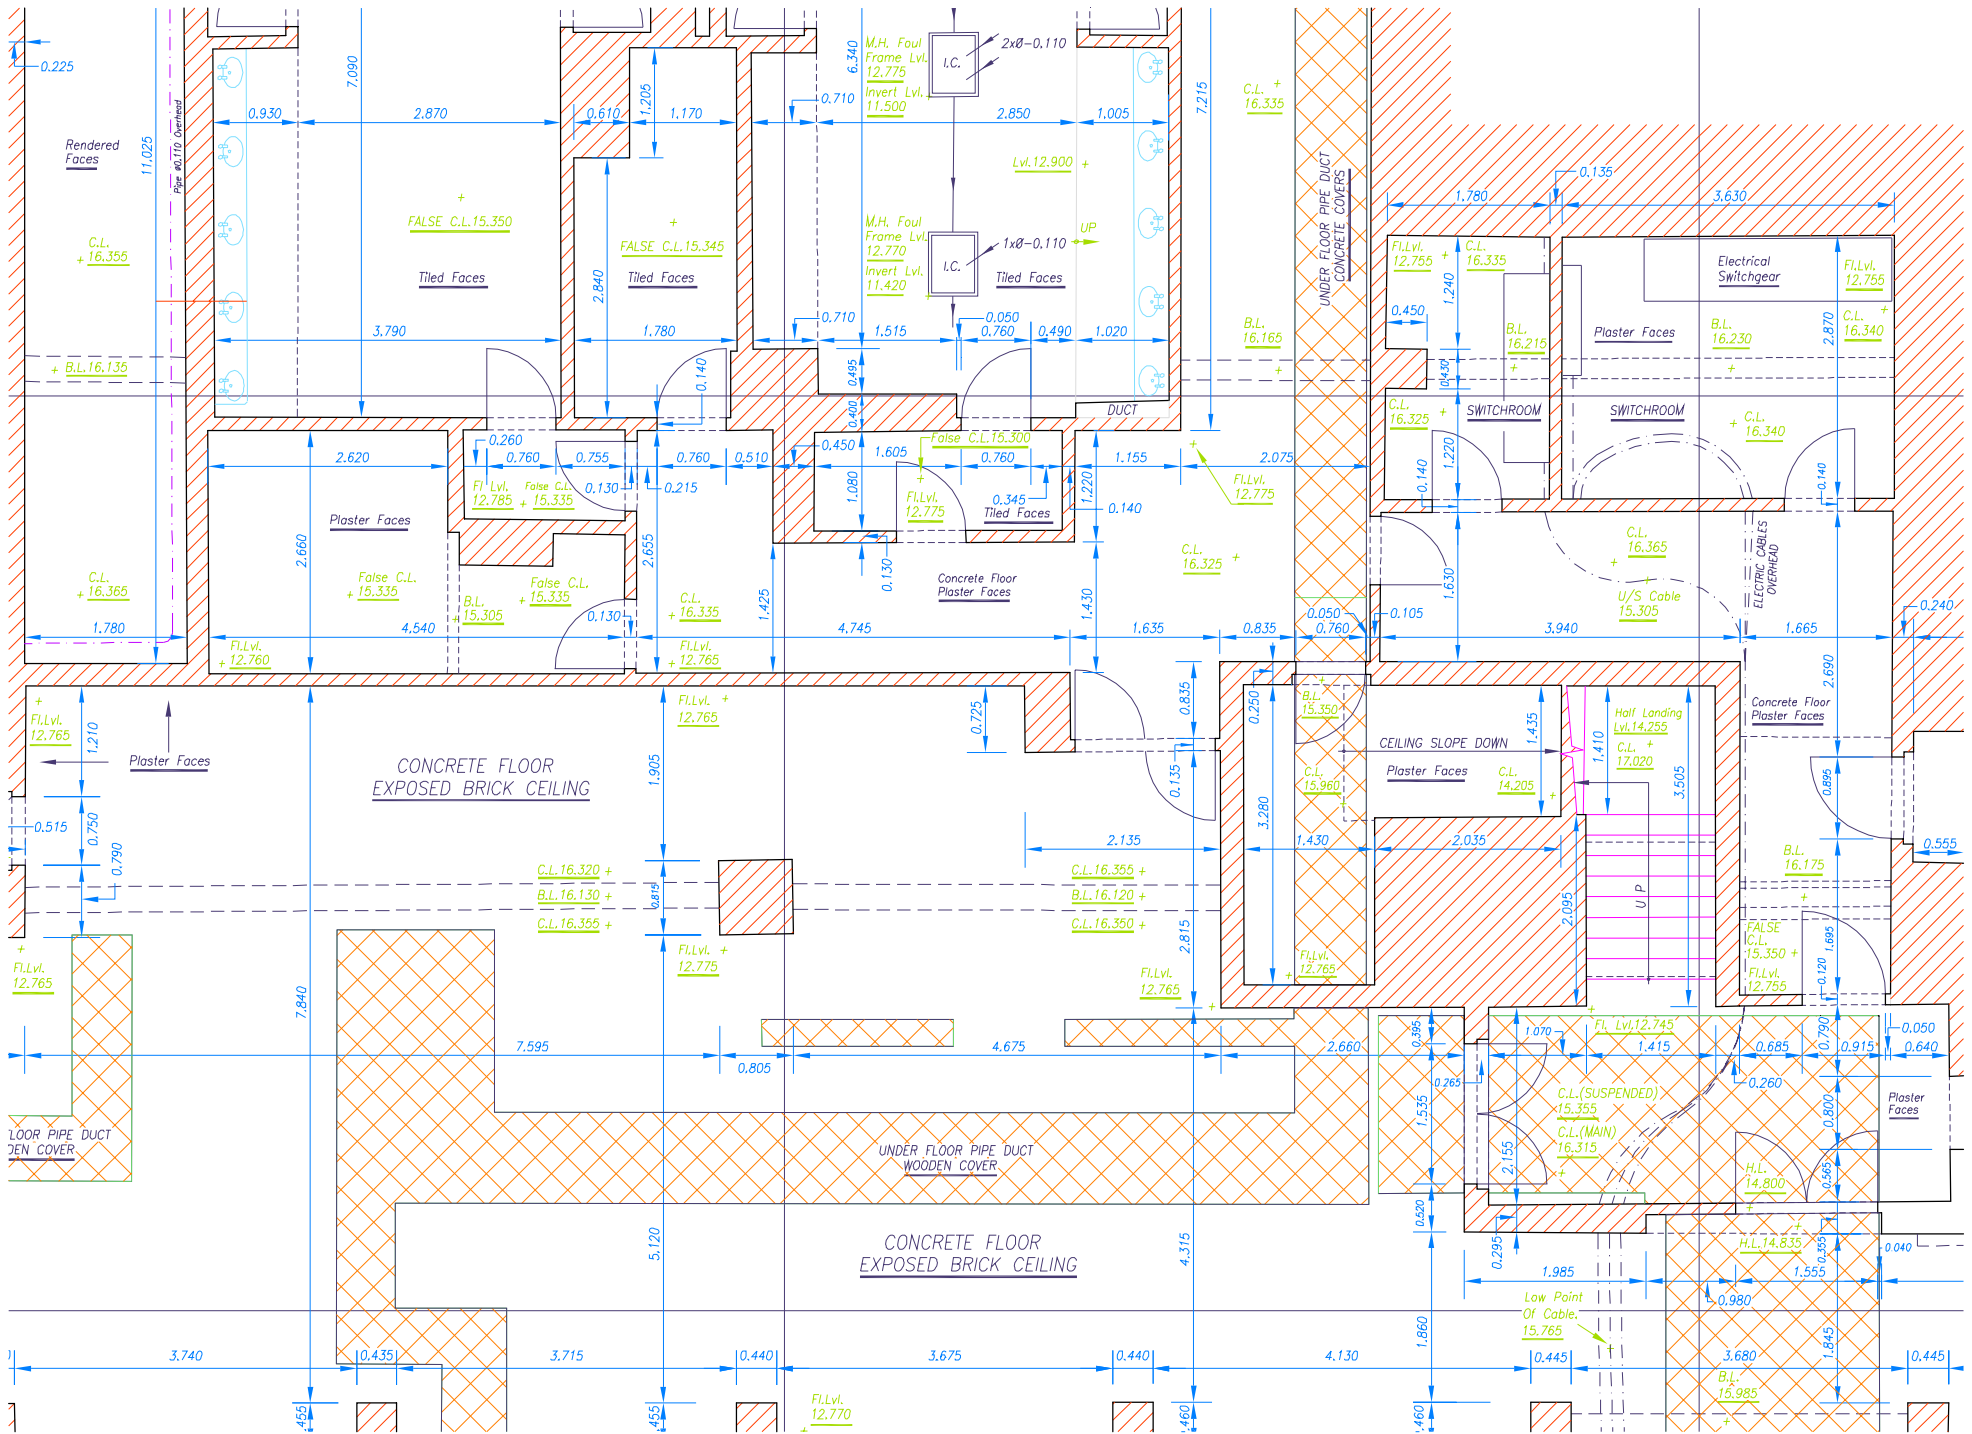 0.225
7.090
6.340
M.H. Foul
Frame Lvl.
12.775
Invert Lvl.
11.500
I.C.
2xØ-0.110
7.215
C.L.
16.335
0.930
2.870
0.610
1.170
1.205
0.710
2.850
1.005
Rendered
Faces
11.025
Pipe ø0.110 Overhead
Lvl.12.900
UNDER FLOOR PIPE DUCT
CONCRETE COVERS
0.135
1.780
3.630
FALSE C.L.15.350
FALSE C.L.15.345
Tiled Faces
Tiled Faces
2.840
M.H. Foul
Frame Lvl.
12.770
Invert Lvl.
11.420
I.C.
1xØ-0.110
Tiled Faces
UP
C.L.
16.355
Fl.Lvl.
12.755
C.L.
16.335
1.240
Electrical
Switchgear
Fl.Lvl.
12.755
0.450
C.L.
16.340
2.870
3.790
1.780
0.710
1.515
0.050
0.760
0.490
1.020
B.L.
16.165
B.L.
16.215
Plaster Faces
B.L.
16.230
B.L.16.135
0.140
0.495
0.400
0.430
DUCT
C.L.
16.325
SWITCHROOM
SWITCHROOM
C.L.
16.340
1.220
0.140
0.140
2.620
0.260
0.760
0.755
0.760
0.510
0.450
False C.L.15.300
1.605
0.760
1.155
2.075
Fl.Lvl.
12.785
False C.L.
15.335
0.130
0.215
1.080
Fl.Lvl.
12.775
0.345
Tiled Faces
1.220
0.140
Fl.Lvl.
12.775
Plaster Faces
2.660
2.655
0.130
C.L.
16.325
C.L.
16.365
ELECTRIC CABLES
OVERHEAD
C.L.
16.365
False C.L.
15.335
False C.L.
15.335
B.L.
15.305
0.130
C.L.
16.335
1.425
Concrete Floor
Plaster Faces
1.430
1.630
U/S Cable
15.305
0.050
0.105
0.240
1.780
4.540
4.745
1.635
0.835
0.760
3.940
1.665
Fl.Lvl.
12.760
Fl.Lvl.
12.765
2.690
Fl.Lvl.
12.765
1.210
Plaster Faces
Fl.Lvl.
12.765
0.725
0.835
0.250
B.L.
15.350
1.435
Half Landing
Lvl.14.255
C.L.
17.020
1.410
Concrete Floor
Plaster Faces
CONCRETE FLOOR
EXPOSED BRICK CEILING
1.905
0.135
CEILING SLOPE DOWN
Plaster Faces
C.L.
15.960
C.L.
14.205
3.505
0.895
0.515
0.750
0.790
3.280
2.135
1.430
2.035
0.555
C.L.16.320
B.L.16.130
C.L.16.355
0.815
C.L.16.355
B.L.16.120
C.L.16.350
B.L.
16.175
UP
2.095
2.815
FALSE
C.L.
15.350
1.695
Fl.Lvl.
12.765
Fl.Lvl.
12.775
Fl.Lvl.
12.765
Fl.Lvl.
12.765
Fl.Lvl.
12.755
0.120
7.840
7.595
0.805
4.675
2.660
0.395
1.070
Fl. Lvl.12.745
1.415
0.685
0.915
0.790
0.050
0.640
0.265
0.260
1.535
C.L.(SUSPENDED)
15.355
C.L.(MAIN)
16.315
0.800
Plaster
Faces
LOOR PIPE DUCT
DEN COVER
UNDER FLOOR PIPE DUCT
WOODEN COVER
2.155
H.L.
14.800
0.565
0.520
5.120
CONCRETE FLOOR
EXPOSED BRICK CEILING
4.315
0.295
H.L.14.835
0.355
0.040
1.985
1.555
0.980
Low Point
Of Cable.
15.765
1.860
1.845
3.740
0.435
3.715
0.440
3.675
0.440
4.130
0.445
3.680
0.445
B.L.
15.985
Fl.Lvl.
12.770
.455
.455
.460
.460